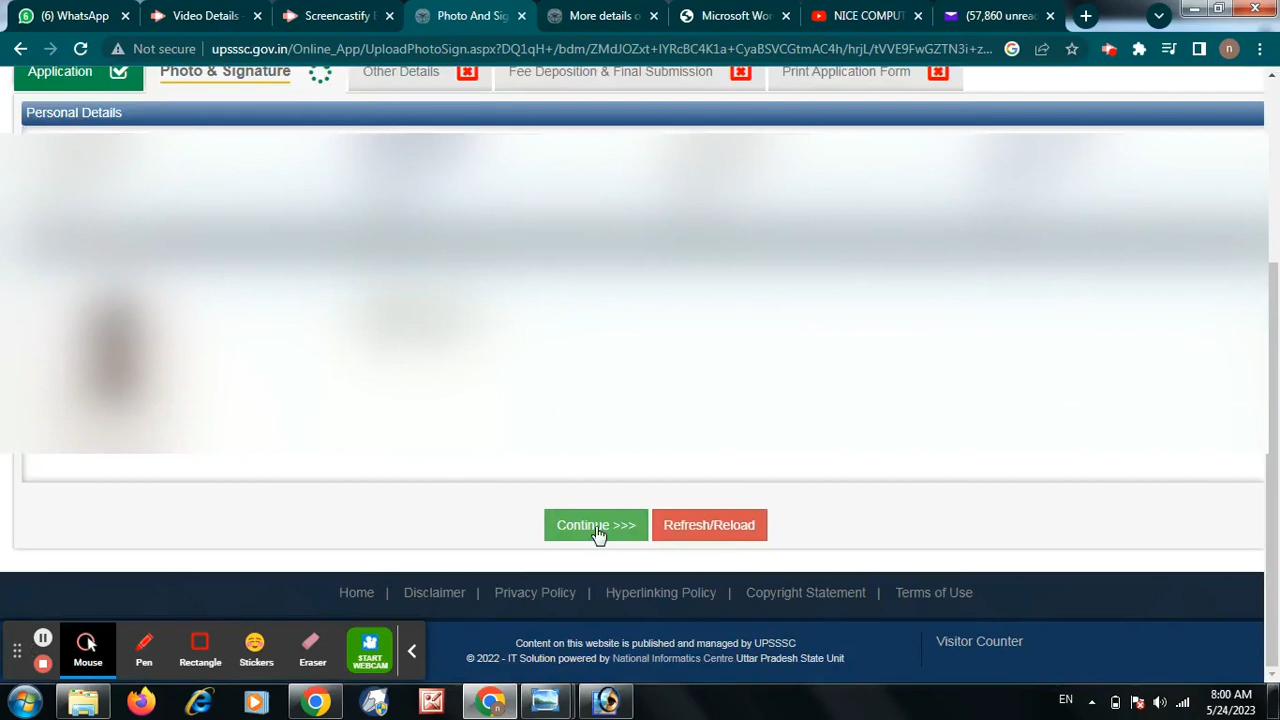 (6) WhatsApp
Video Details -
Screencastify E
Photo And Sig
More details o
Microsoft Wor
NICE COMPUT
(57,860 unrea
Not secure
upsssc.gov.in/Online_App/UploadPhotoSign.aspx?DQ1qH+/bdm/ZMdJOZxt+IYRcBC4K1a+CyaBSVCGtmAC4h/hrjL/tVVE9FwGZTN3i+z...
n
Application
Photo & Signature
Other Details
Fee Deposition & Final Submission
Print Application Form
Personal Details
Continue >>>
Refresh/Reload
Home | Disclaimer | Privacy Policy | Hyperlinking Policy | Copyright Statement | Terms of Use
Content on this website is published and managed by UPSSSC
© 2022 - IT Solution powered by National Informatics Centre Uttar Pradesh State Unit
Visitor Counter
Mouse
Pen
Rectangle
Stickers
Eraser
START
WEBCAM
EN
8:00 AM
5/24/2023